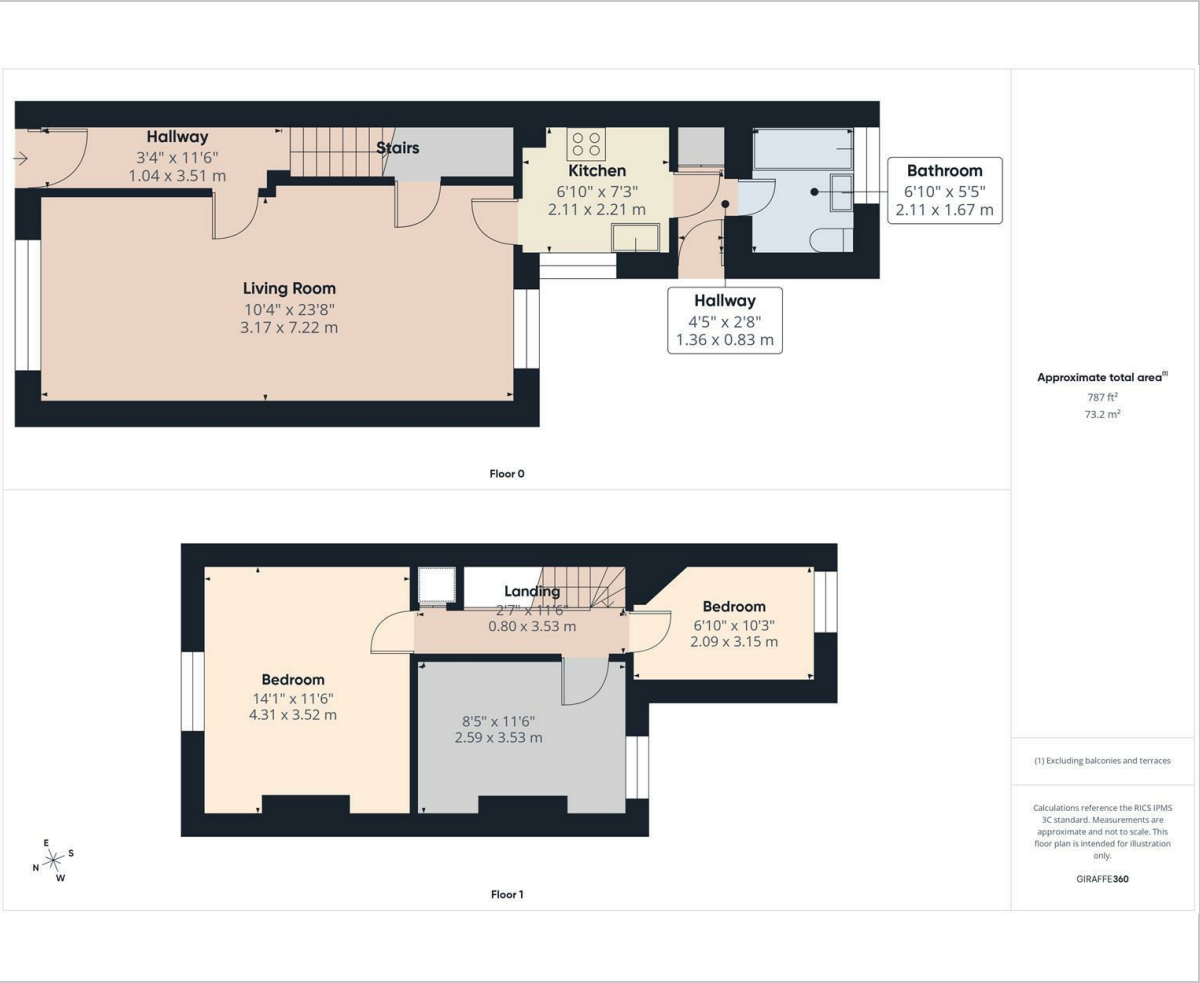 Hallway
3'4" x 11'6"
1.04 x 3.51 m
Stairs
Kitchen
6'10" x 7'3"
2.11 x 2.21 m
Bathroom
6'10" x 5'5"
2.11 x 1.67 m
Living Room
10'4" x 23'8"
3.17 x 7.22 m
Hallway
4'5" x 2'8"
1.36 x 0.83 m
Floor 0
Landing
2'7" x 11'6"
0.80 x 3.53 m
Bedroom
6'10" x 10'3"
2.09 x 3.15 m
Bedroom
14'1" x 11'6"
4.31 x 3.52 m
8'5" x 11'6"
2.59 x 3.53 m
E
S
N
W
Floor 1
Approximate total area(1)
787 ft²
73.2 m²
(1) Excluding balconies and terraces
Calculations reference the RICS IPMS
3C standard. Measurements are
approximate and not to scale. This
floor plan is intended for illustration
only.
GIRAFFE360